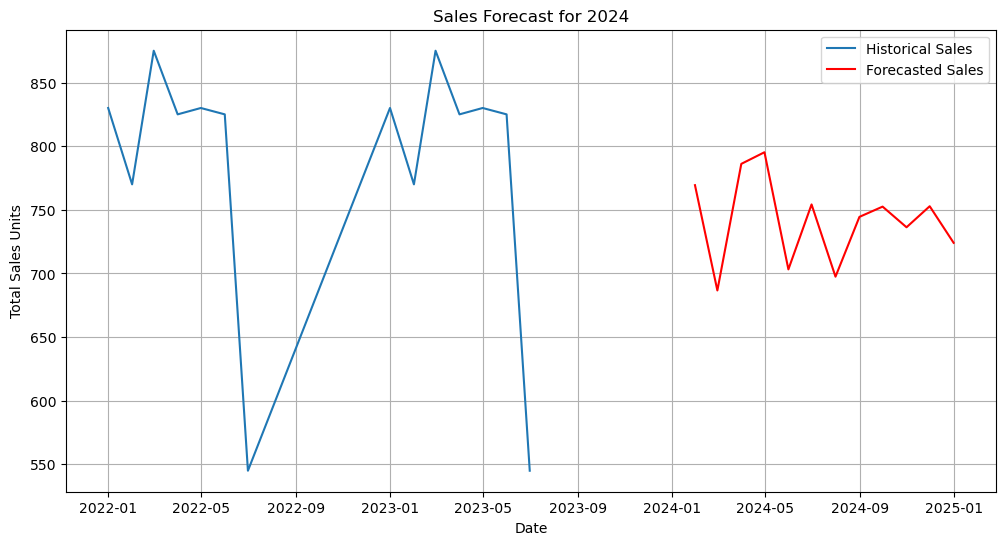 Sales Forecast for 2024
Historical Sales
Forecasted Sales
Total Sales Units
850
800
750
700
650
600
550
2022-01 2022-05 2022-09 2023-01 2023-05 2023-09 2024-01 2024-05 2024-09 2025-01
Date